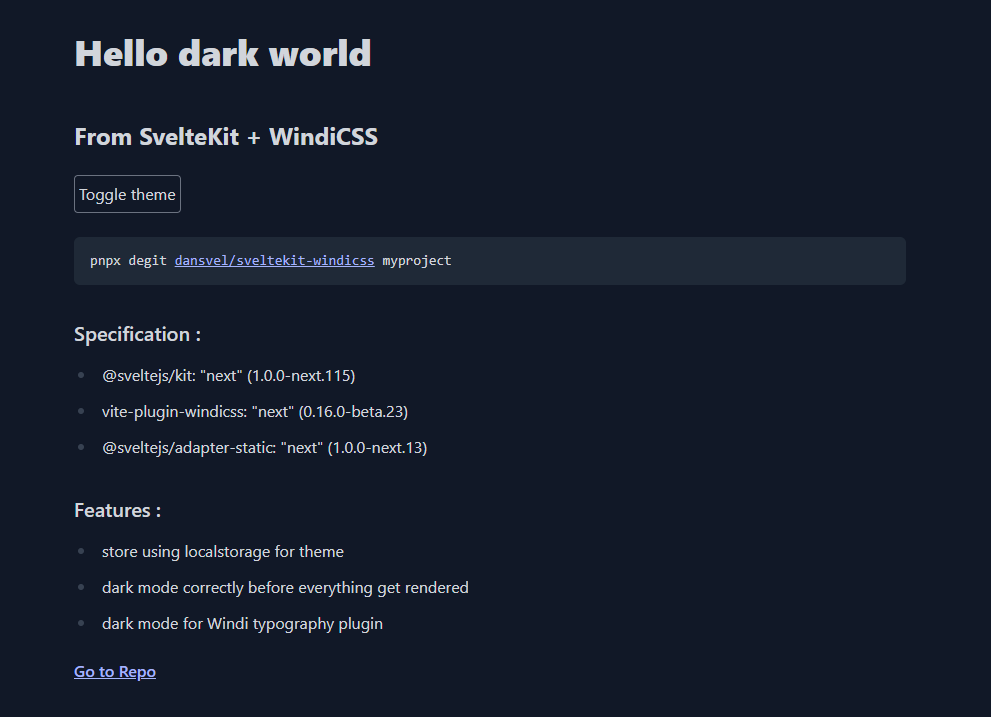 Hello dark world
From SvelteKit + WindiCSS
Toggle theme
pnpx degit dansvel/sveltekit-windicss myproject
Specification :
@sveltejs/kit: "next" (1.0.0-next.115)
vite-plugin-windicss: "next" (0.16.0-beta.23)
@sveltejs/adapter-static: "next" (1.0.0-next.13)
Features :
store using localstorage for theme
dark mode correctly before everything get rendered
dark mode for Windi typography plugin
Go to Repo